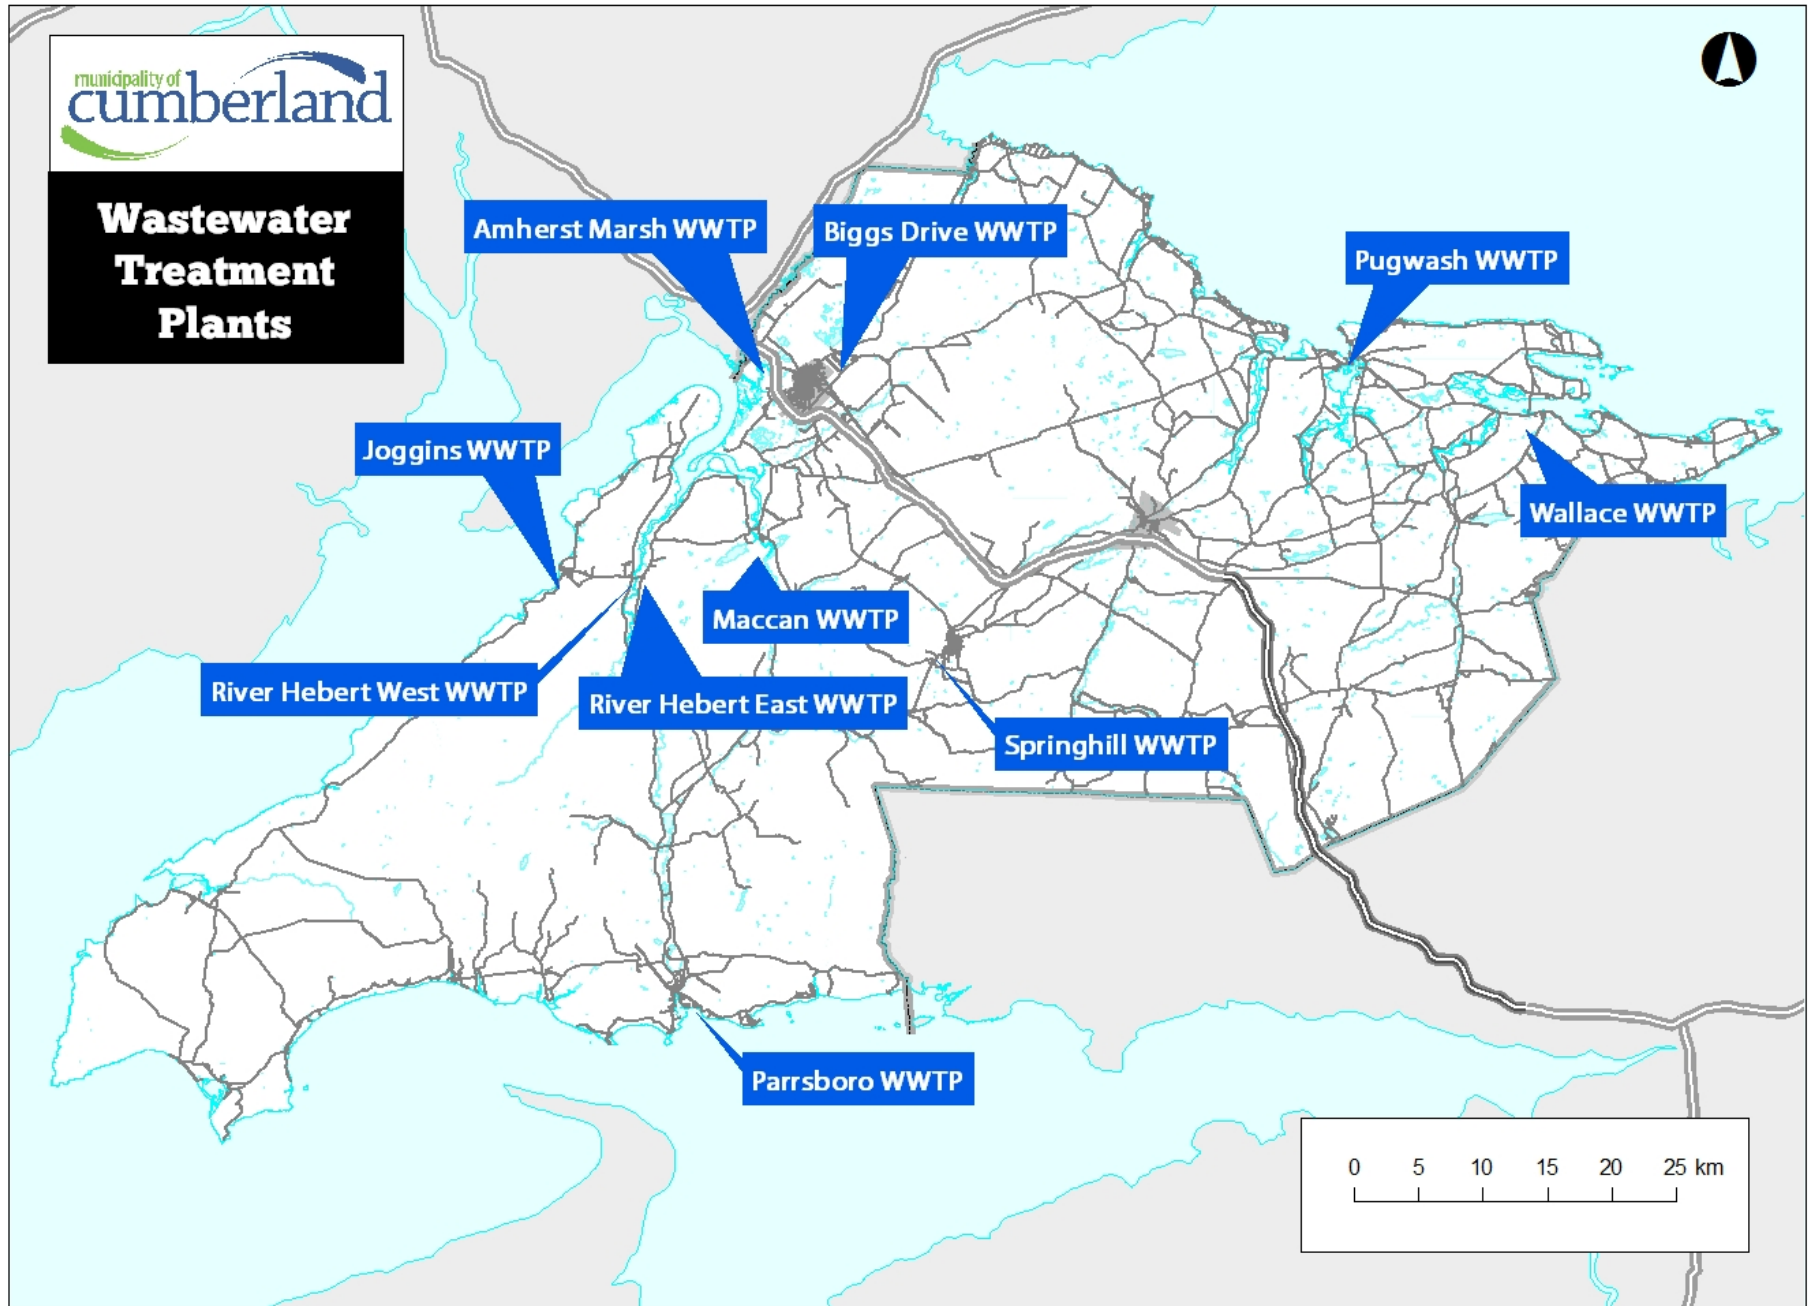 municipality of
cumberland
Wastewater
Treatment
Plants
Amherst Marsh WWTP
Biggs Drive WWTP
Pugwash WWTP
Joggins WWTP
Wallace WWTP
Maccan WWTP
River Hebert West WWTP
River Hebert East WWTP
Springhill WWTP
Parrsboro WWTP
0 5 10 15 20 25 km